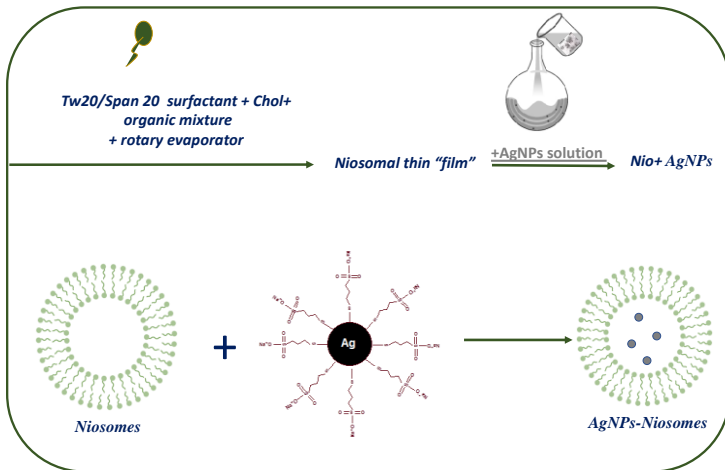 Tw20/Span 20 surfactant + Chol+
organic mixture
+ rotary evaporator
Niosomal thin "film"
+AgNPs solution
Nio+ AgNPs
+
Ag
Niosomes
AgNPs-Niosomes